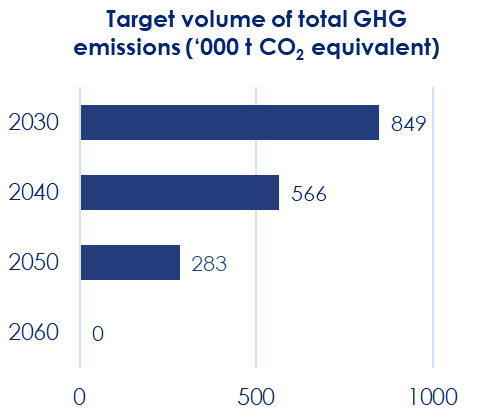 Target volume of total GHG
emissions (‘000 t CO₂ equivalent)
2030 849
2040 566
2050 283
2060 0
0 500 1000